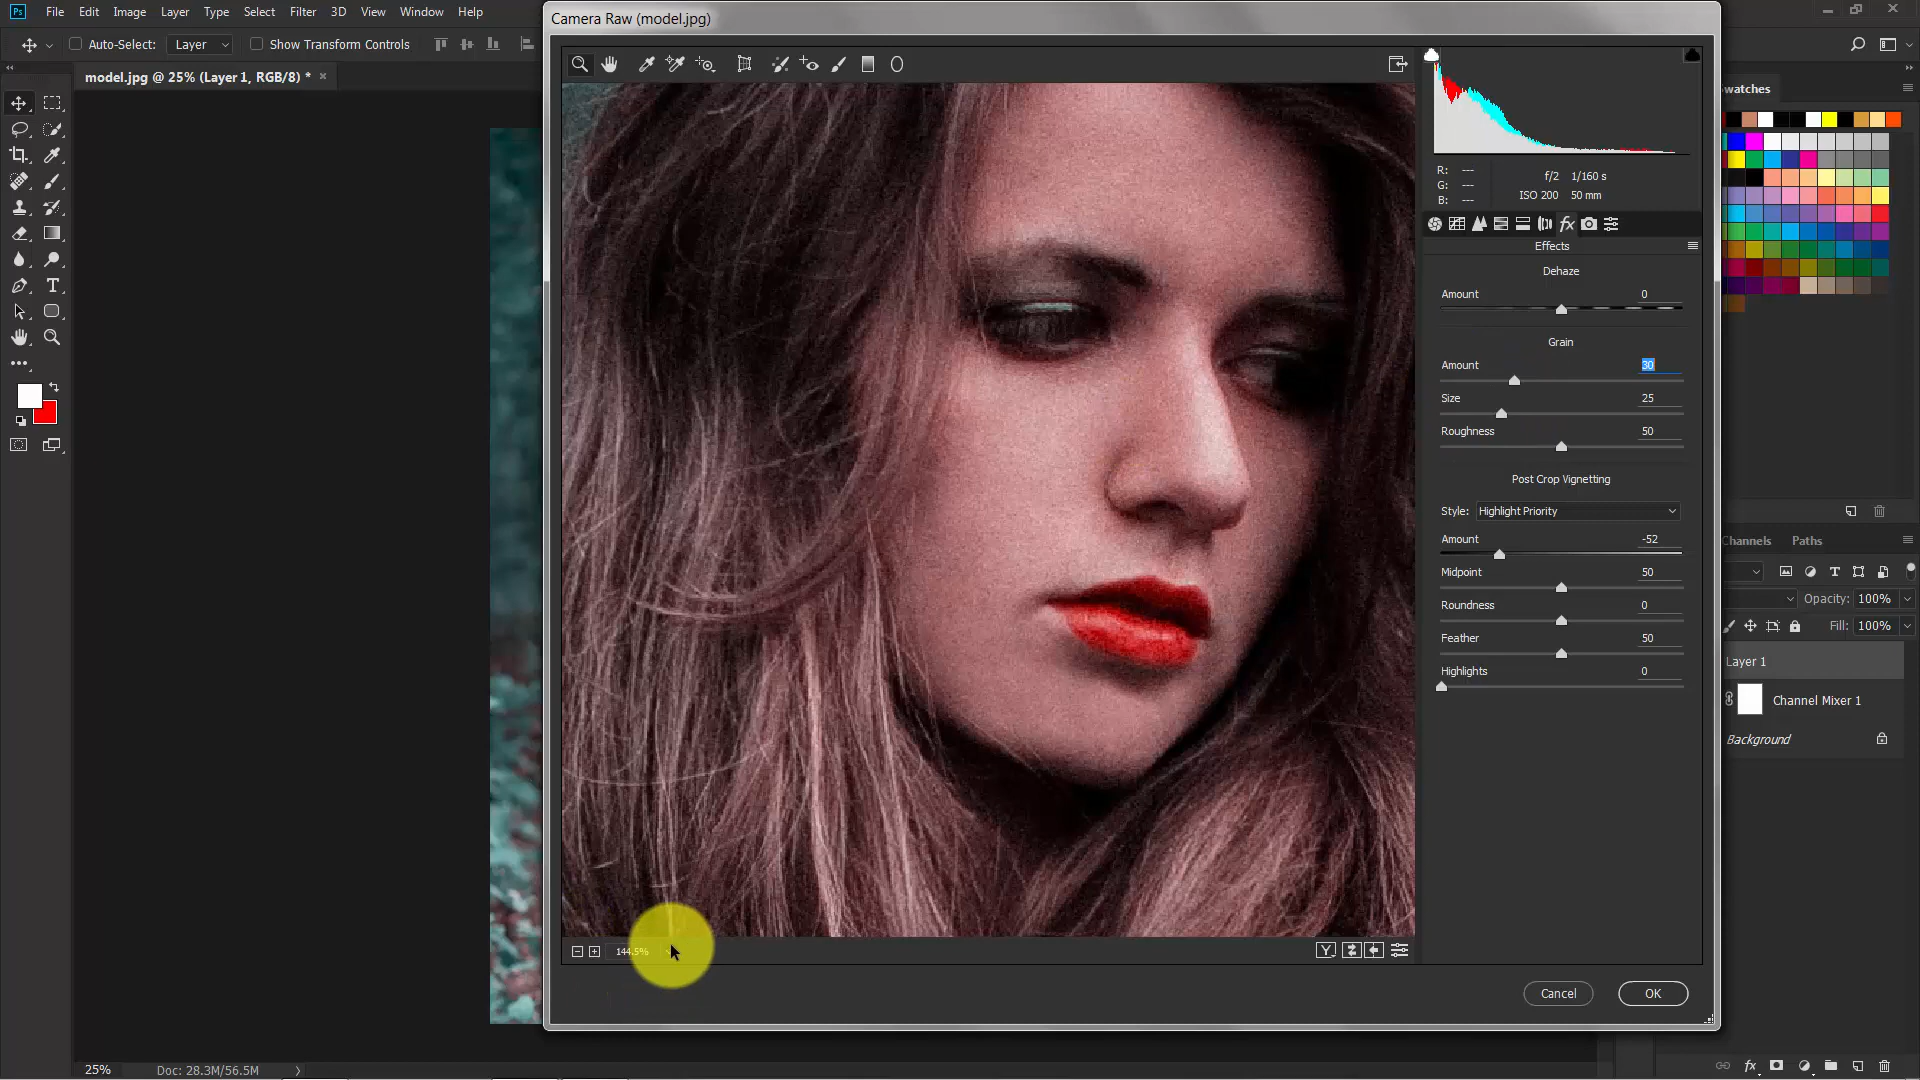 Ps File Edit Image Layer Type Select Filter 3D View Window Help
Camera Raw (model.jpg)
Auto-Select: Layer Show Transform Controls
model.jpg @ 25% (Layer 1, RGB/8) * ×
Swatches
R: ---
G: ---
B: ---
f/2 1/160 s
ISO 200 50 mm
fx
Effects
Dehaze
Amount 0
Grain
Amount 30
Size 25
Roughness 50
Post Crop Vignetting
Style: Highlight Priority
Amount -52
Midpoint 50
Roundness 0
Feather 50
Highlights 0
Channels Paths
Opacity: 100%
Fill: 100%
Layer 1
Channel Mixer 1
Background
144.5%
Y
Cancel OK
25% Doc: 28.3M/56.5M
fx